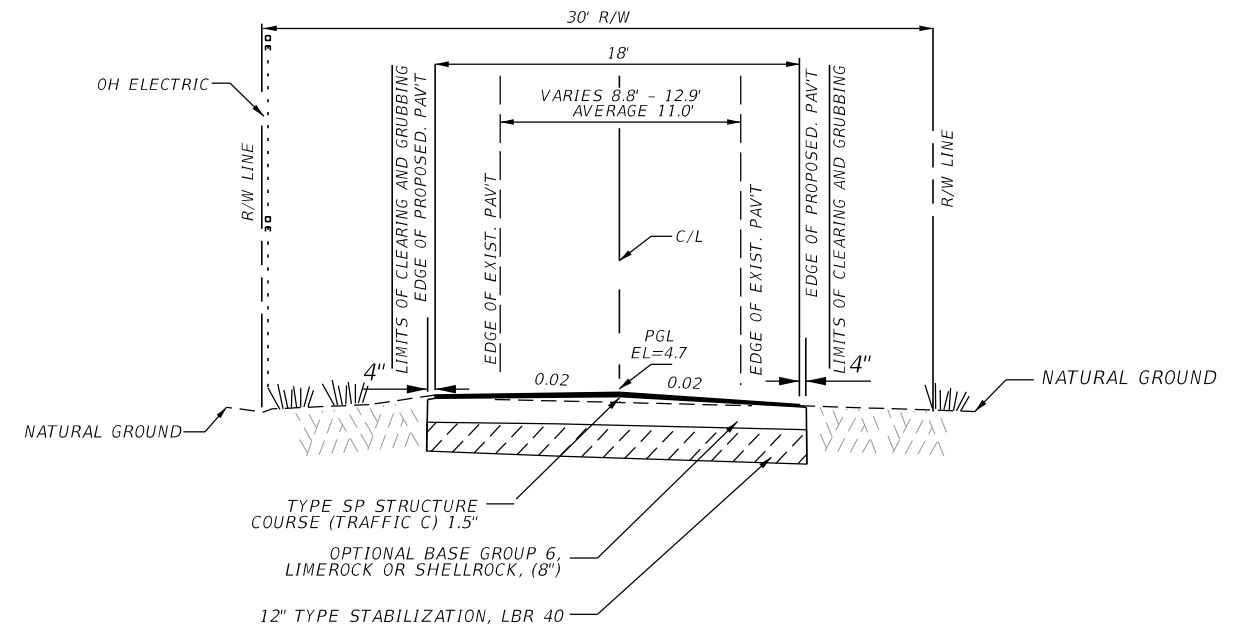 30' R/W
18'
OH ELECTRIC
VARIES 8.8' - 12.9'
AVERAGE 11.0'
R/W LINE
LIMITS OF CLEARING AND GRUBBING
EDGE OF PROPOSED. PAV'T
EDGE OF EXIST. PAV'T
C/L
EDGE OF EXIST. PAV'T
EDGE OF PROPOSED. PAV'T
LIMITS OF CLEARING AND GRUBBING
R/W LINE
PGL
EL=4.7
4"
0.02
0.02
4"
NATURAL GROUND
NATURAL GROUND
TYPE SP STRUCTURE
COURSE (TRAFFIC C) 1.5"
OPTIONAL BASE GROUP 6,
LIMEROCK OR SHELLROCK, (8")
12" TYPE STABILIZATION, LBR 40